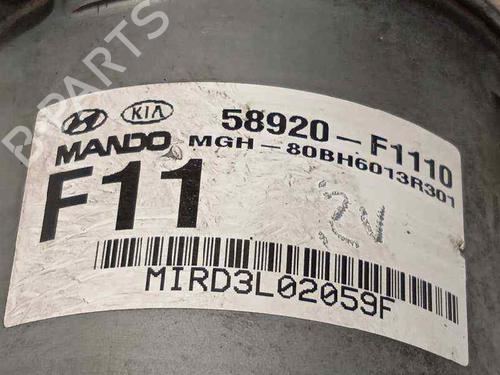 B-PARTS
KIA
58920-F1110
MANDO
MGH-80BH6013R301
F11
MIRD3L02059F